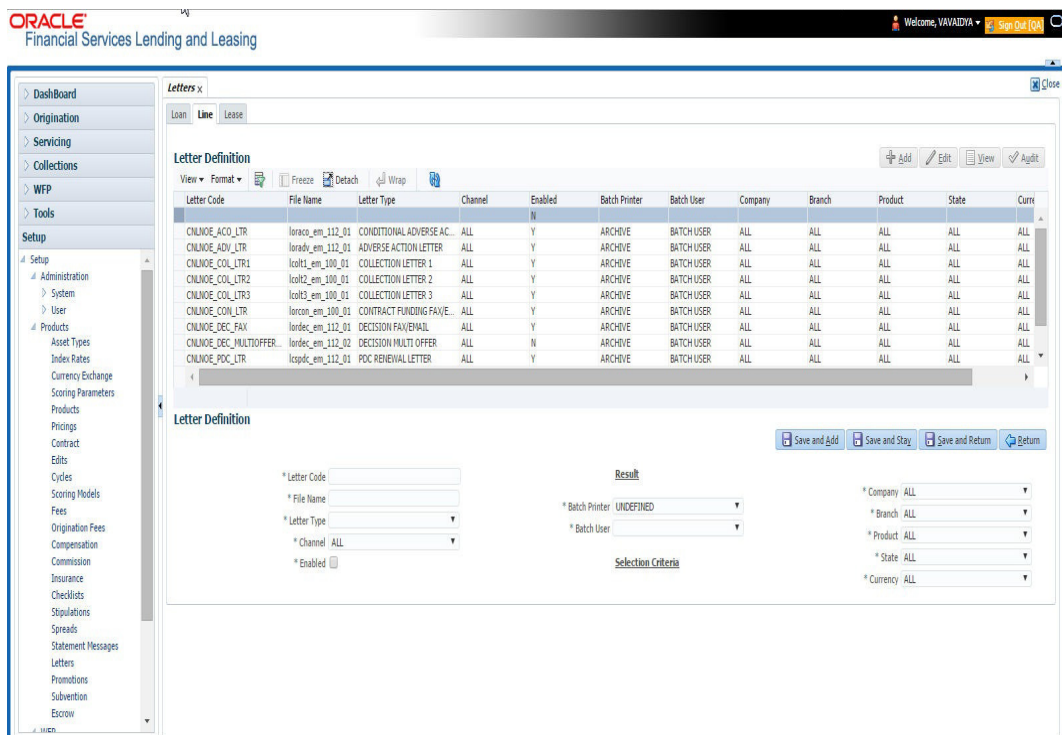 ORACLE
Financial Services Lending and Leasing
Welcome, VAVAIDYA
Sign Out [QA]
Close
DashBoard
Origination
Servicing
Collections
WFP
Tools
Setup
Setup
Administration
System
User
Products
Asset Types
Index Rates
Currency Exchange
Scoring Parameters
Products
Pricings
Contract
Edits
Cycles
Scoring Models
Fees
Origination Fees
Compensation
Commission
Insurance
Checklists
Stipulations
Spreads
Statement Messages
Letters
Promotions
Subvention
Escrow
WFP
Letters x
Loan Line Lease
Letter Definition
Add Edit View Audit
View Format Freeze Detach Wrap
Letter Code File Name Letter Type Channel Enabled Batch Printer Batch User Company Branch Product State Curre
N
CNLNOE_ACO_LTR loraco_em_112_01 CONDITIONAL ADVERSE AC... ALL Y ARCHIVE BATCH USER ALL ALL ALL ALL ALL
CNLNOE_ADV_LTR loradv_em_112_01 ADVERSE ACTION LETTER ALL Y ARCHIVE BATCH USER ALL ALL ALL ALL ALL
CNLNOE_COL_LTR1 lcolt1_em_100_01 COLLECTION LETTER 1 ALL Y ARCHIVE BATCH USER ALL ALL ALL ALL ALL
CNLNOE_COL_LTR2 lcolt2_em_100_01 COLLECTION LETTER 2 ALL Y ARCHIVE BATCH USER ALL ALL ALL ALL ALL
CNLNOE_COL_LTR3 lcolt3_em_100_01 COLLECTION LETTER 3 ALL Y ARCHIVE BATCH USER ALL ALL ALL ALL ALL
CNLNOE_CON_LTR lorcon_em_100_01 CONTRACT FUNDING FAX/E... ALL Y ARCHIVE BATCH USER ALL ALL ALL ALL ALL
CNLNOE_DEC_FAX lordec_em_112_01 DECISION FAX/EMAIL ALL Y ARCHIVE BATCH USER ALL ALL ALL ALL ALL
CNLNOE_DEC_MULTIOFFER... lordec_em_112_02 DECISION MULTI OFFER ALL N ARCHIVE BATCH USER ALL ALL ALL ALL ALL
CNLNOE_PDC_LTR lcspdc_em_112_01 PDC RENEWAL LETTER ALL Y ARCHIVE BATCH USER ALL ALL ALL ALL ALL
Letter Definition
Save and Add Save and Stay Save and Return Return
* Letter Code
* File Name
* Letter Type
* Channel ALL
* Enabled
Result
* Batch Printer UNDEFINED
* Batch User
Selection Criteria
* Company ALL
* Branch ALL
* Product ALL
* State ALL
* Currency ALL